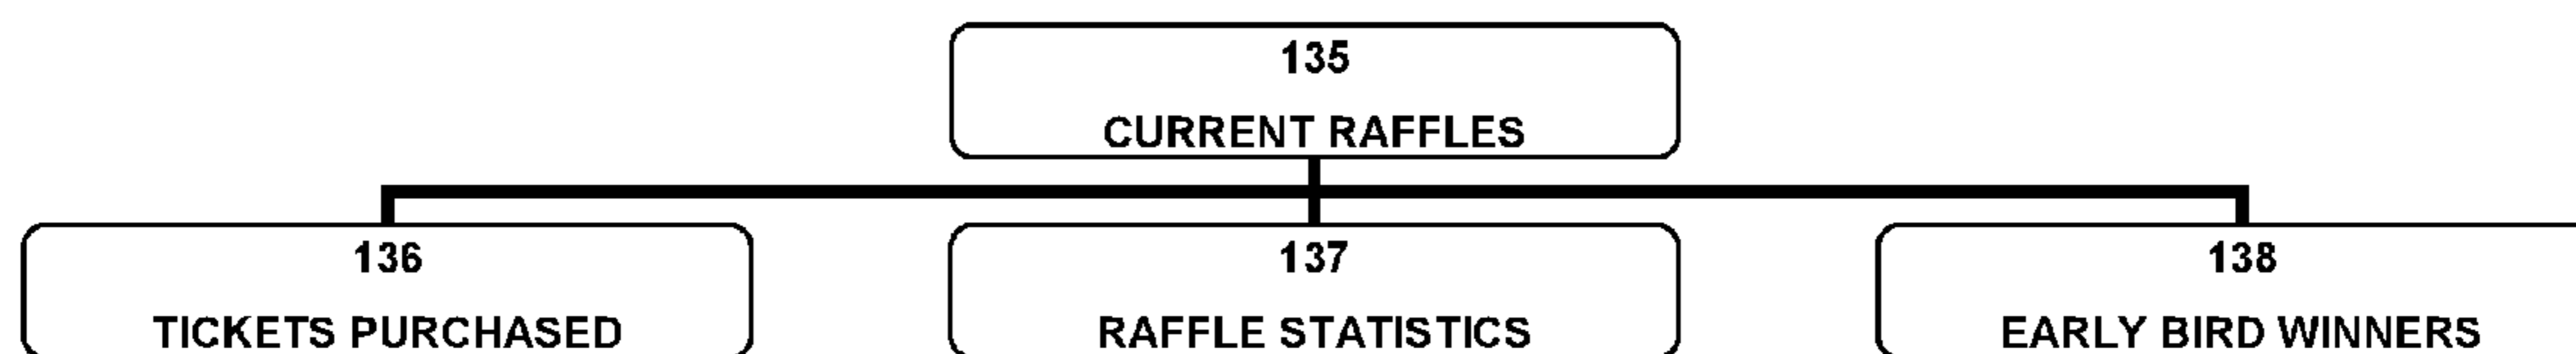 135
CURRENT RAFFLES
136
TICKETS PURCHASED
137
RAFFLE STATISTICS
138
EARLY BIRD WINNERS